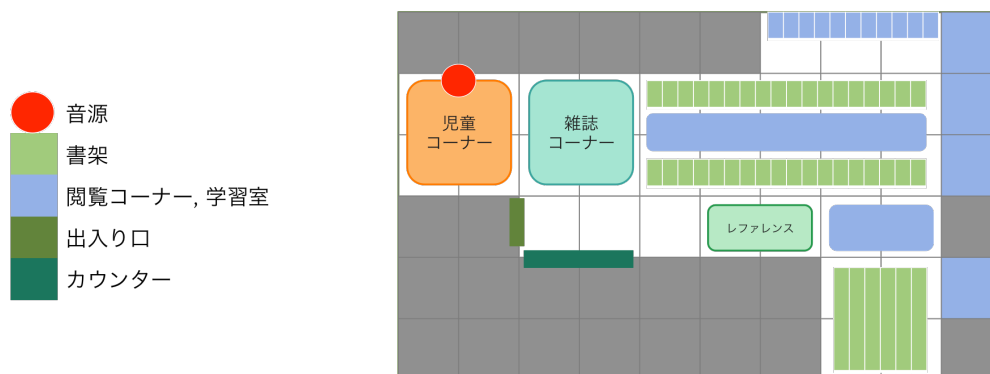 音源
書架
閲覧コーナー, 学習室
出入り口
カウンター
児童
コーナー
雑誌
コーナー
レファレンス